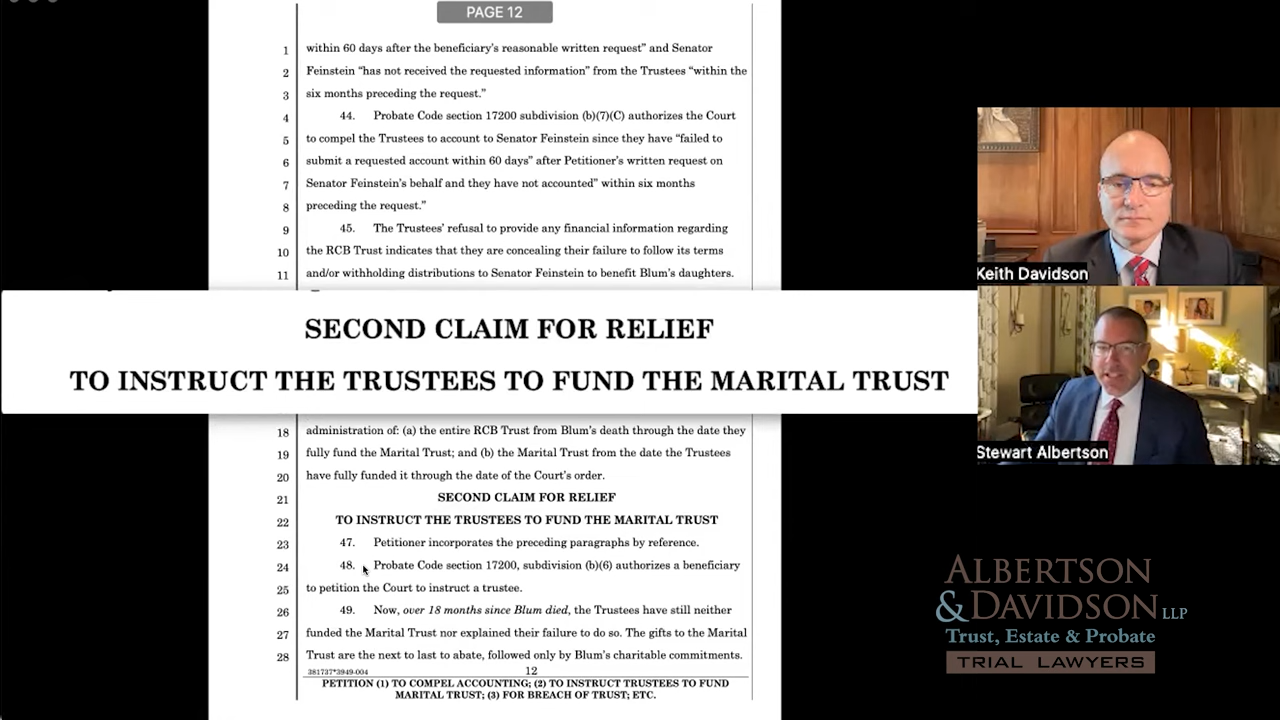 PAGE 12
1 within 60 days after the beneficiary's reasonable written request” and Senator
2 Feinstein “has not received the requested information” from the Trustees “within the
3 six months preceding the request.”
4 44. Probate Code section 17200 subdivision (b)(7)(C) authorizes the Court
5 to compel the Trustees to account to Senator Feinstein since they have “failed to
6 submit a requested account within 60 days” after Petitioner's written request on
7 Senator Feinstein's behalf and they have not accounted” within six months
8 preceding the request.”
9 45. The Trustees' refusal to provide any financial information regarding
10 the RCB Trust indicates that they are concealing their failure to follow its terms
11 and/or withholding distributions to Senator Feinstein to benefit Blum's daughters.
SECOND CLAIM FOR RELIEF
TO INSTRUCT THE TRUSTEES TO FUND THE MARITAL TRUST
18 administration of: (a) the entire RCB Trust from Blum's death through the date they
19 fully fund the Marital Trust; and (b) the Marital Trust from the date the Trustees
20 have fully funded it through the date of the Court's order.
21 SECOND CLAIM FOR RELIEF
22 TO INSTRUCT THE TRUSTEES TO FUND THE MARITAL TRUST
23 47. Petitioner incorporates the preceding paragraphs by reference.
24 48. Probate Code section 17200, subdivision (b)(6) authorizes a beneficiary
25 to petition the Court to instruct a trustee.
26 49. Now, over 18 months since Blum died, the Trustees have still neither
27 funded the Marital Trust nor explained their failure to do so. The gifts to the Marital
28 Trust are the next to last to abate, followed only by Blum's charitable commitments.
381737*3949.004
12
PETITION (1) TO COMPEL ACCOUNTING; (2) TO INSTRUCT TRUSTEES TO FUND
MARITAL TRUST; (3) FOR BREACH OF TRUST; ETC.
Keith Davidson
Stewart Albertson
ALBERTSON
& DAVIDSON LLP
Trust, Estate & Probate
TRIAL LAWYERS